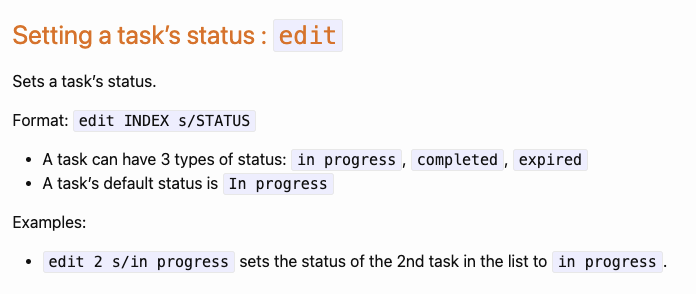 Setting a task’s status : edit
Sets a task’s status.
Format: edit INDEX s/STATUS
• A task can have 3 types of status: in progress, completed, expired
• A task’s default status is In progress
Examples:
• edit 2 s/in progress sets the status of the 2nd task in the list to in progress.